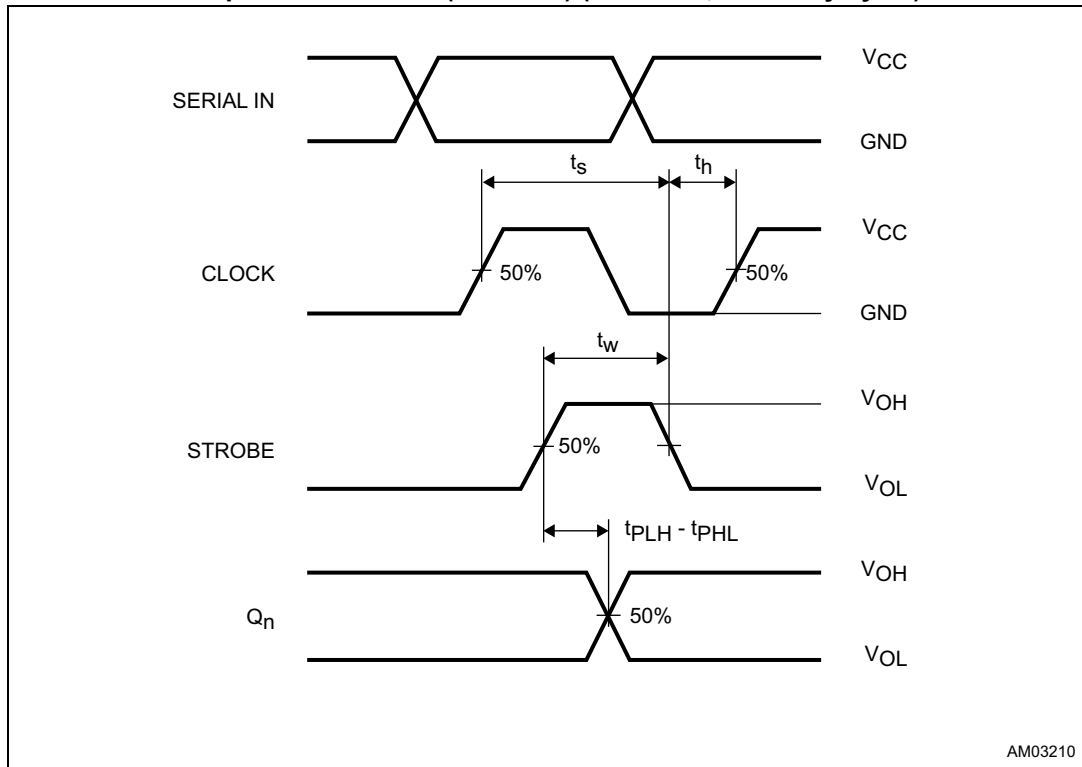 SERIAL IN
VCC
GND
ts
th
CLOCK
VCC
50%
50%
GND
tw
STROBE
VOH
50%
VOL
tPLH - tPHL
Qn
VOH
50%
VOL
AM03210